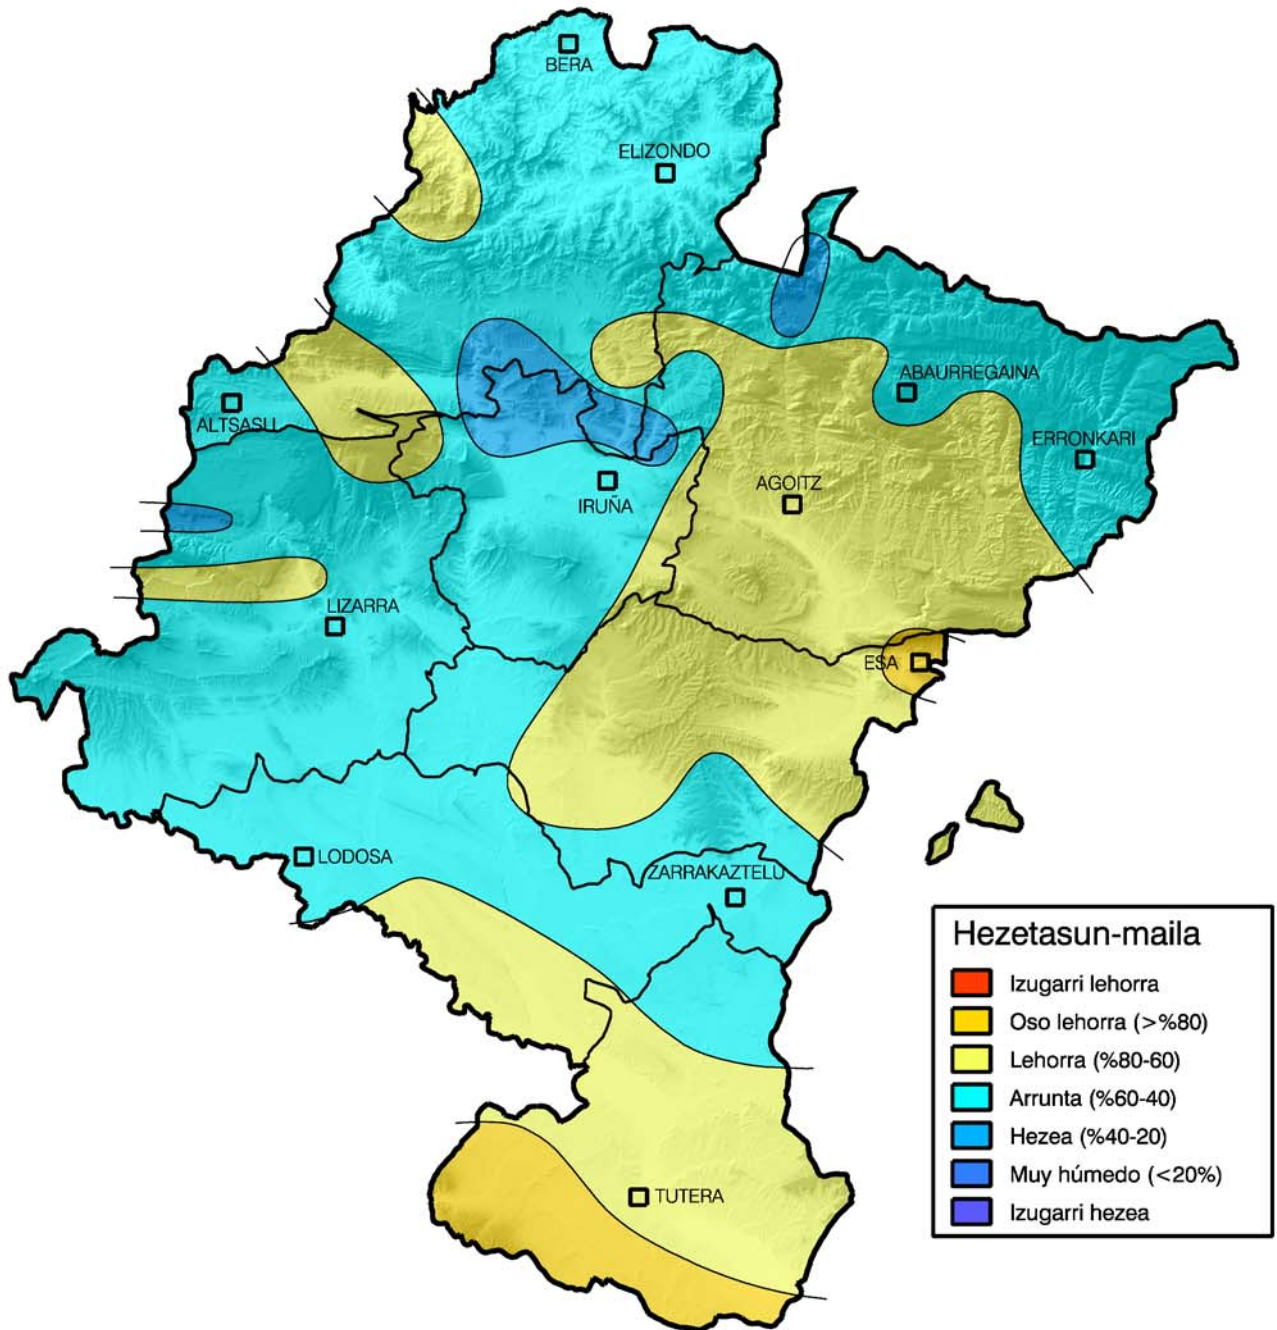 BERA
ELIZONDO
ABAURREGAINA
ALTSASU
ERRONKARI
AGOITZ
IRUÑA
LIZARRA
ESA
LODOSA
ZARRAKAZTELU
TUTERA
Hezetasun-maila
Izugarri lehorra
Oso lehorra (>%80)
Lehorra (%80-60)
Arrunta (%60-40)
Hezea (%40-20)
Muy húmedo (<20%)
Izugarri hezea